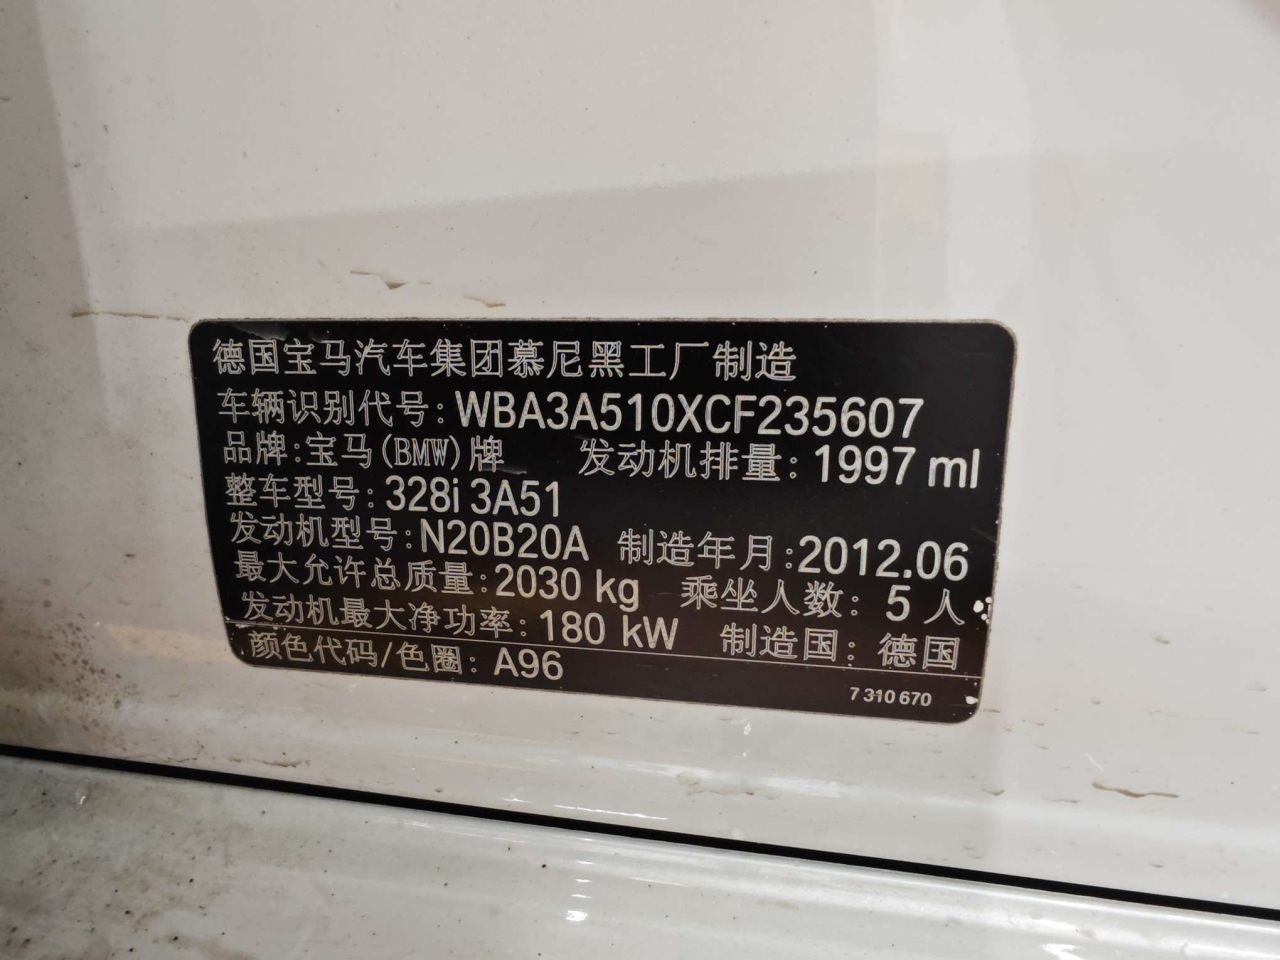 德国宝马汽车集团慕尼黑工厂制造
车辆识别代号: WBA3A510XCF235607
品牌:宝马(BMW)牌 发动机排量: 1997 ml
整车型号: 328i 3A51
发动机型号: N20B20A 制造年月:2012.06
最大允许总质量: 2030 kg 乘坐人数: 5人
发动机最大净功率: 180 kW 制造国: 德国
颜色代码/色圈: A96
7 310 670